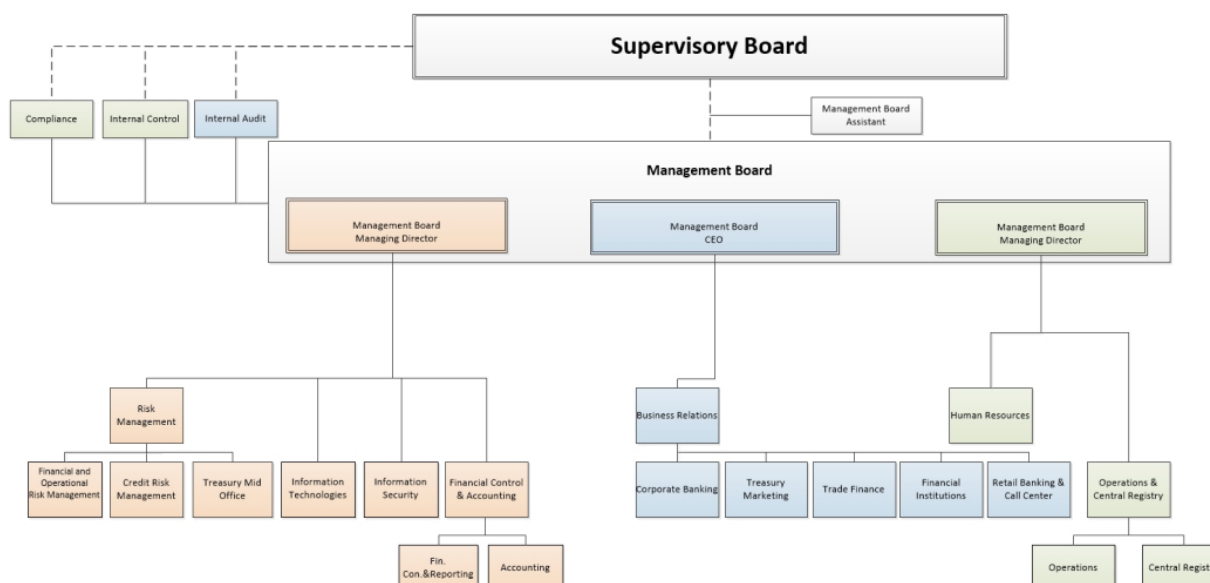 Supervisory Board
Compliance
Internal Control
Internal Audit
Management Board
Assistant
Management Board
Management Board
Managing Director
Management Board
CEO
Management Board
Managing Director
Risk
Management
Business Relations
Human Resources
Financial and
Operational
Risk Management
Credit Risk
Management
Treasury Mid
Office
Information
Technologies
Information
Security
Financial Control
& Accounting
Corporate Banking
Treasury
Marketing
Trade Finance
Financial
Institutions
Retail Banking &
Call Center
Operations &
Central Registry
Fin.
Con.&Reporting
Accounting
Operations
Central Regist